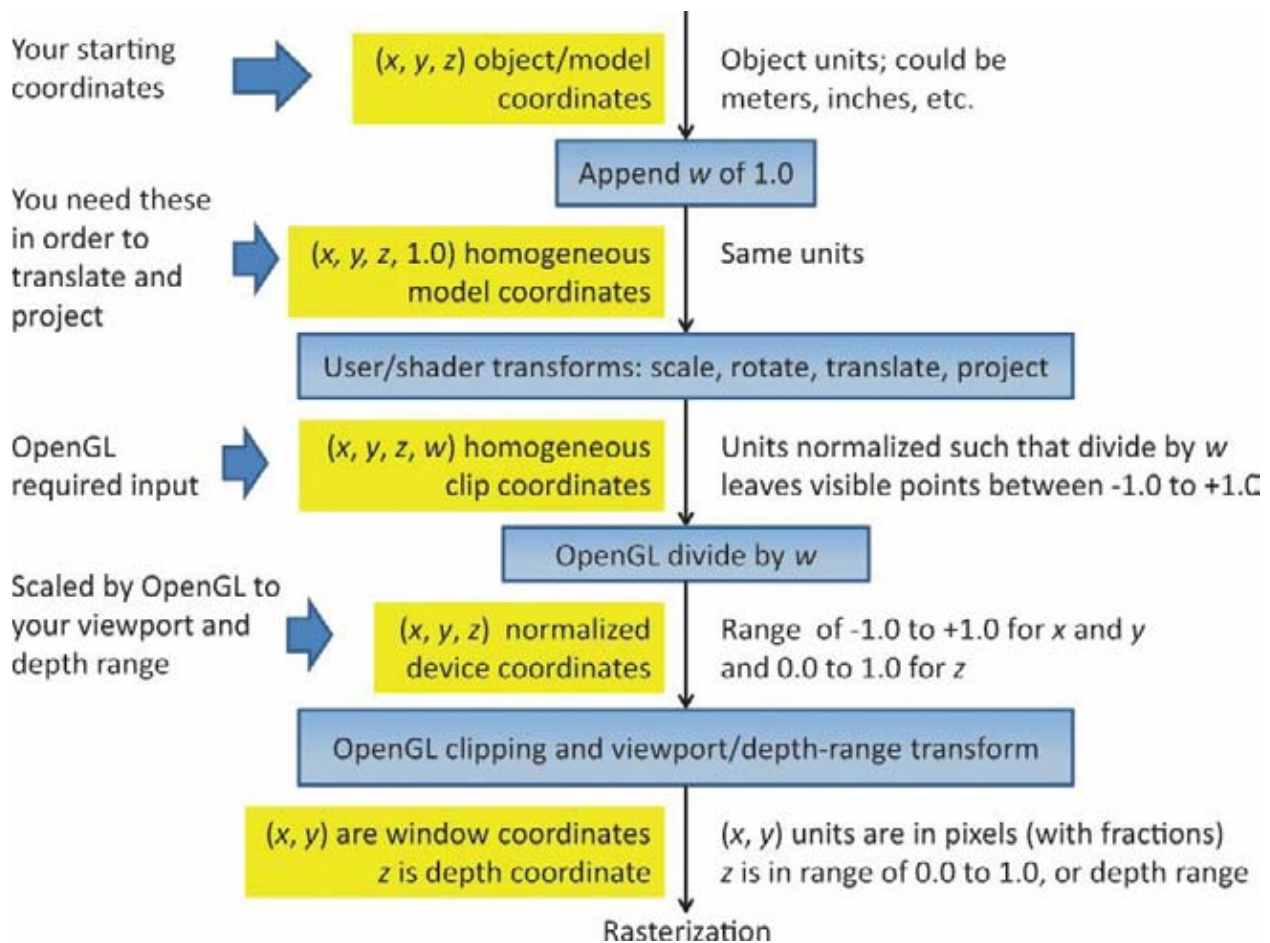 Your starting
coordinates
(x, y, z) object/model
coordinates
Object units; could be
meters, inches, etc.
Append w of 1.0
You need these
in order to
translate and
project
(x, y, z, 1.0) homogeneous
model coordinates
Same units
User/shader transforms: scale, rotate, translate, project
OpenGL
required input
(x, y, z, w) homogeneous
clip coordinates
Units normalized such that divide by w
leaves visible points between -1.0 to +1.0
OpenGL divide by w
Scaled by OpenGL to
your viewport and
depth range
(x, y, z) normalized
device coordinates
Range of -1.0 to +1.0 for x and y
and 0.0 to 1.0 for z
OpenGL clipping and viewport/depth-range transform
(x, y) are window coordinates
z is depth coordinate
(x, y) units are in pixels (with fractions)
z is in range of 0.0 to 1.0, or depth range
Rasterization